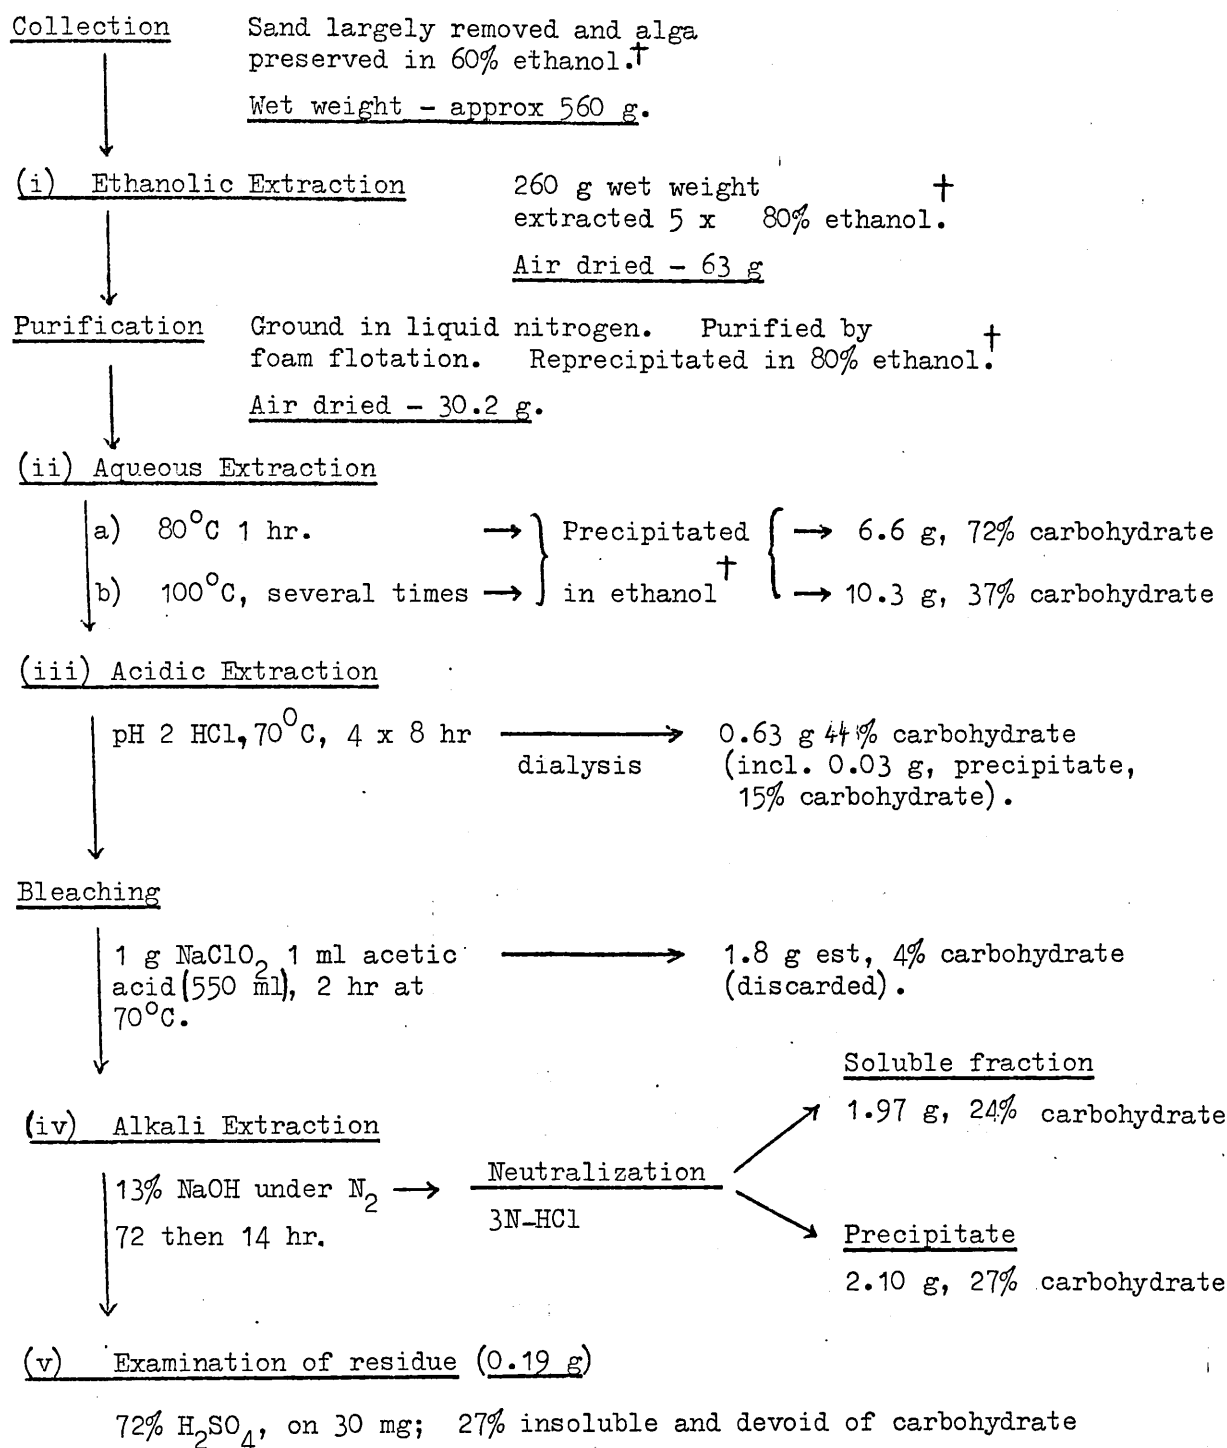 Collection Sand largely removed and alga
preserved in 60% ethanol.†
Wet weight - approx 560 g.
(i) Ethanolic Extraction 260 g wet weight †
extracted 5 x 80% ethanol.
Air dried - 63 g
Purification Ground in liquid nitrogen. Purified by †
foam flotation. Reprecipitated in 80% ethanol.
Air dried - 30.2 g.
(ii) Aqueous Extraction
a) 80°C 1 hr. → } Precipitated { → 6.6 g, 72% carbohydrate
b) 100°C, several times → } in ethanol† { → 10.3 g, 37% carbohydrate
(iii) Acidic Extraction
pH 2 HCl, 70°C, 4 x 8 hr → 0.63 g 44% carbohydrate
dialysis (incl. 0.03 g, precipitate,
15% carbohydrate).
Bleaching
1 g NaClO2 1 ml acetic → 1.8 g est, 4% carbohydrate
acid (550 ml), 2 hr at (discarded).
70°C.
Soluble fraction
1.97 g, 24% carbohydrate
(iv) Alkali Extraction
13% NaOH under N2 → Neutralization
72 then 14 hr. 3N-HCl
Precipitate
2.10 g, 27% carbohydrate
(v) Examination of residue (0.19 g)
72% H2SO4, on 30 mg; 27% insoluble and devoid of carbohydrate